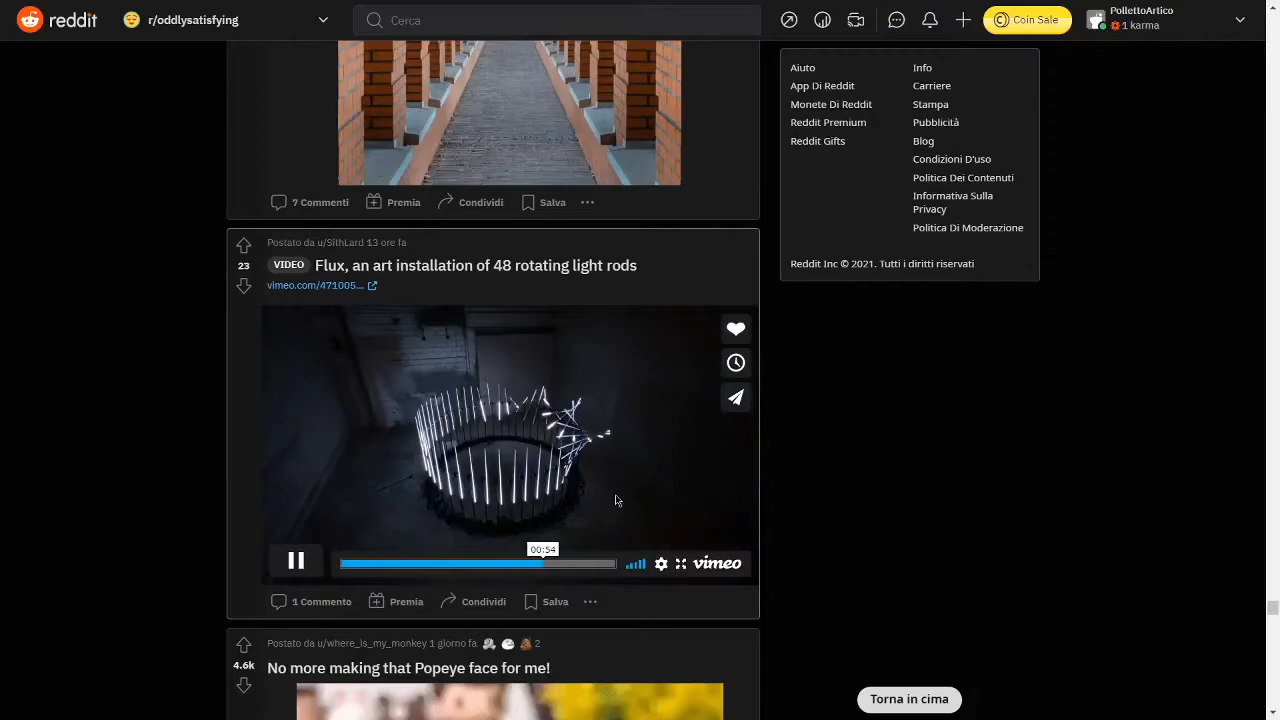 reddit
r/oddlysatisfying
Cerca
Coin Sale
PollettoArtico
1 karma
7 Commenti
Premia
Condividi
Salva
Postato da u/SithLard 13 ore fa
23
VIDEO
Flux, an art installation of 48 rotating light rods
vimeo.com/471005...
00:54
vimeo
1 Commento
Premia
Condividi
Salva
Postato da u/where_is_my_monkey 1 giorno fa
2
4.6k
No more making that Popeye face for me!
Aiuto
App Di Reddit
Monete Di Reddit
Reddit Premium
Reddit Gifts
Info
Carriere
Stampa
Pubblicità
Blog
Condizioni D'uso
Politica Dei Contenuti
Informativa Sulla
Privacy
Politica Di Moderazione
Reddit Inc © 2021. Tutti i diritti riservati
Torna in cima